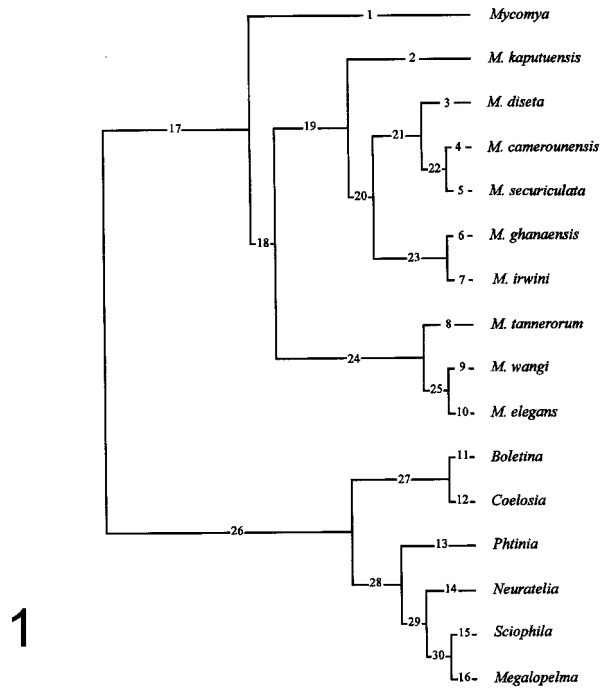 1 Mycomya
2 M. kaputuensis
3 M. diseta
19
17
21
4 M. camerounensis
22
5 M. securiculata
20
6 M. ghanaensis
18
23
7 M. irwini
8 M. tannerorum
24
9 M. wangi
25
10 M. elegans
11 Boletina
27
12 Coelosia
26
13 Phtinia
28
14 Neuratelia
29
15 Sciophila
30
16 Megalopelma
1